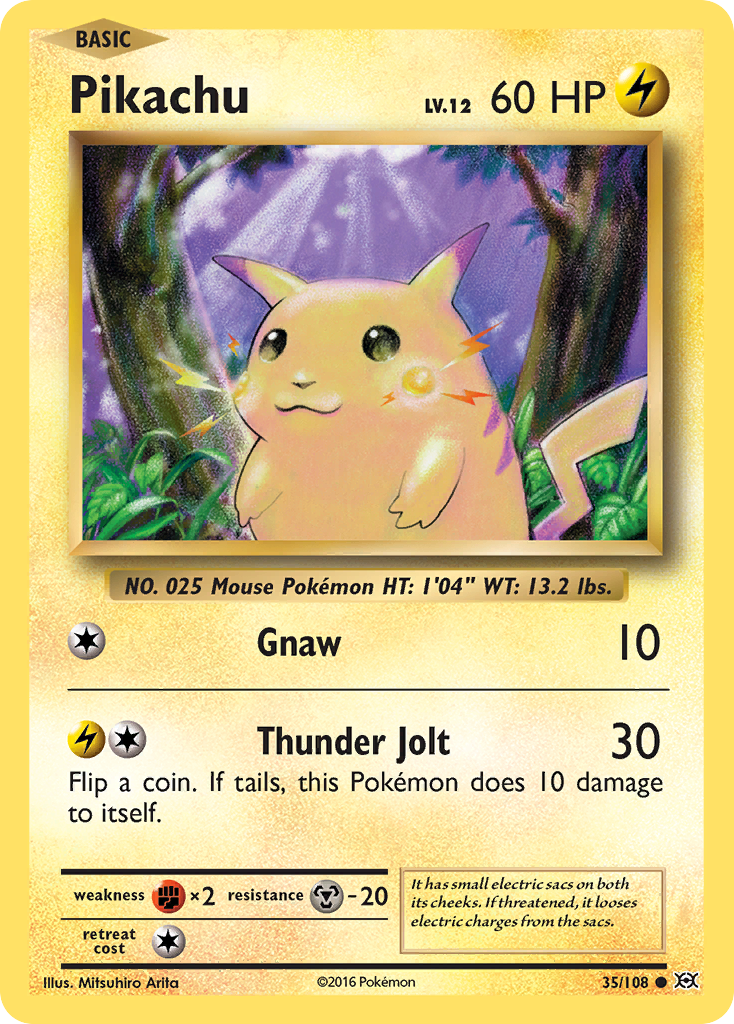 BASIC
Pikachu LV.12 60 HP
NO. 025 Mouse Pokémon HT: 1'04" WT: 13.2 lbs.
Gnaw 10
Thunder Jolt 30
Flip a coin. If tails, this Pokémon does 10 damage
to itself.
weakness ×2 resistance -20
retreat
cost
It has small electric sacs on both
its cheeks. If threatened, it looses
electric charges from the sacs.
Illus. Mitsuhiro Arita ©2016 Pokémon 35/108